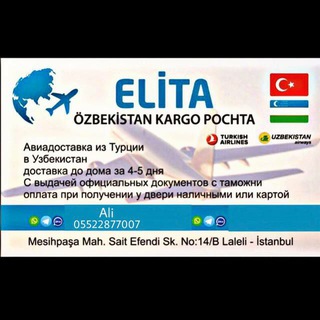 ELiTA
ÖZBEKİSTAN KARGO POCHTA
TURKISH AIRLINES
UZBEKISTAN airways
Авиадоставка из Турции
в Узбекистан
доставка до дома за 4-5 дня
С выдачей официальных документов с таможни
оплата при получении у двери наличными или картой
Ali
05522877007
Mesihpaşa Mah. Sait Efendi Sk. No:14/B Laleli - İstanbul